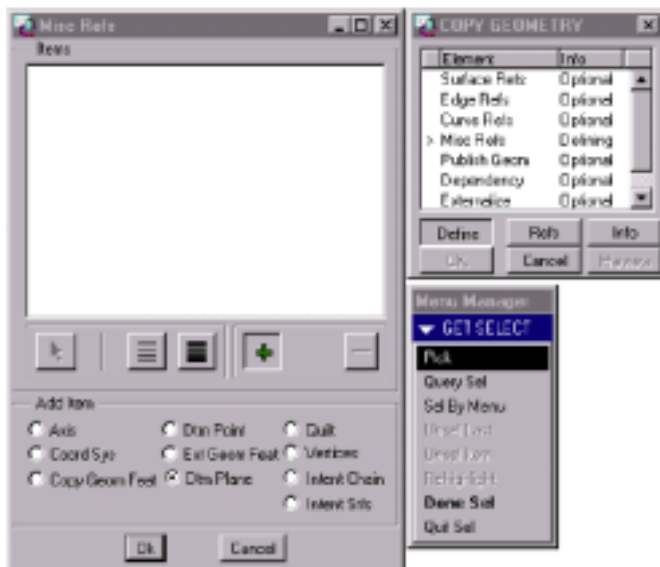 Misc Refs
Items
Add Item
Axis
Dtm Point
Quilt
Coord Sys
Ext Geom Feat
Vertices
Copy Geom Feat
Dtm Plane
Intent Chain
Intent Srfs
Ok
Cancel
COPY GEOMETRY
Element Info
Surface Refs Optional
Edge Refs Optional
Curve Refs Optional
> Misc Refs Defining
Publish Geom Optional
Dependency Optional
Externalize Optional
Define Refs Info
OK Cancel Preview
Menu Manager
GET SELECT
Pick
Query Sel
Sel By Menu
Unsel Last
Unsel Item
Rehighlight
Done Sel
Quit Sel